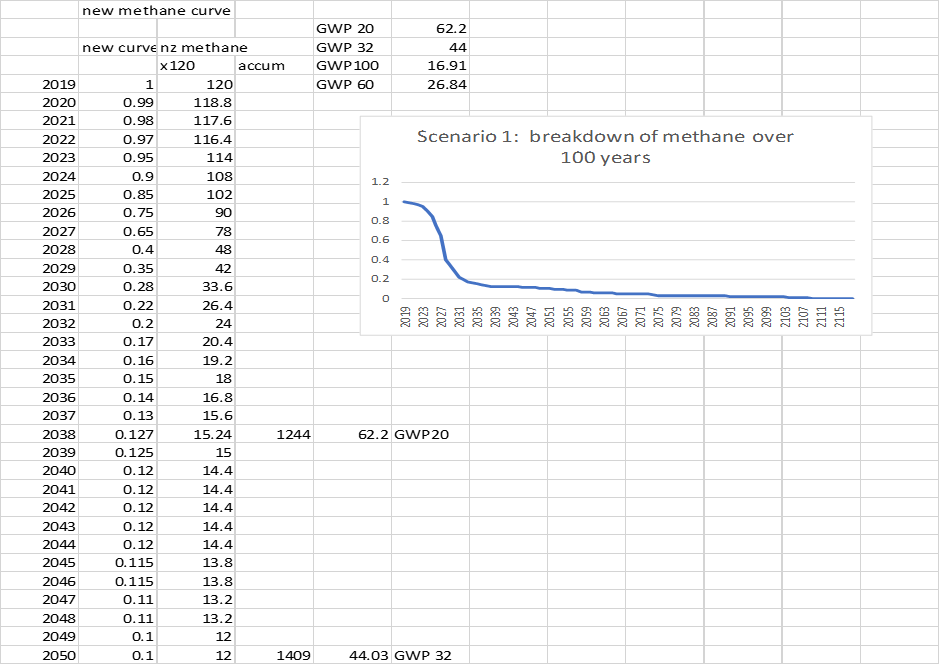 new methane curve
GWP 20 62.2
new curve nz methane GWP 32 44
x120 accum GWP100 16.91
2019 1 120 GWP 60 26.84
2020 0.99 118.8
2021 0.98 117.6
2022 0.97 116.4
2023 0.95 114
2024 0.9 108
2025 0.85 102
2026 0.75 90
2027 0.65 78
2028 0.4 48
2029 0.35 42
2030 0.28 33.6
2031 0.22 26.4
2032 0.2 24
2033 0.17 20.4
2034 0.16 19.2
2035 0.15 18
2036 0.14 16.8
2037 0.13 15.6
2038 0.127 15.24 1244 62.2 GWP20
2039 0.125 15
2040 0.12 14.4
2041 0.12 14.4
2042 0.12 14.4
2043 0.12 14.4
2044 0.12 14.4
2045 0.115 13.8
2046 0.115 13.8
2047 0.11 13.2
2048 0.11 13.2
2049 0.1 12
2050 0.1 12 1409 44.03 GWP 32
Scenario 1: breakdown of methane over
100 years
1.2
1
0.8
0.6
0.4
0.2
0
2019 2023 2027 2031 2035 2039 2043 2047 2051 2055 2059 2063 2067 2071 2075 2079 2083 2087 2091 2095 2099 2103 2107 2111 2115